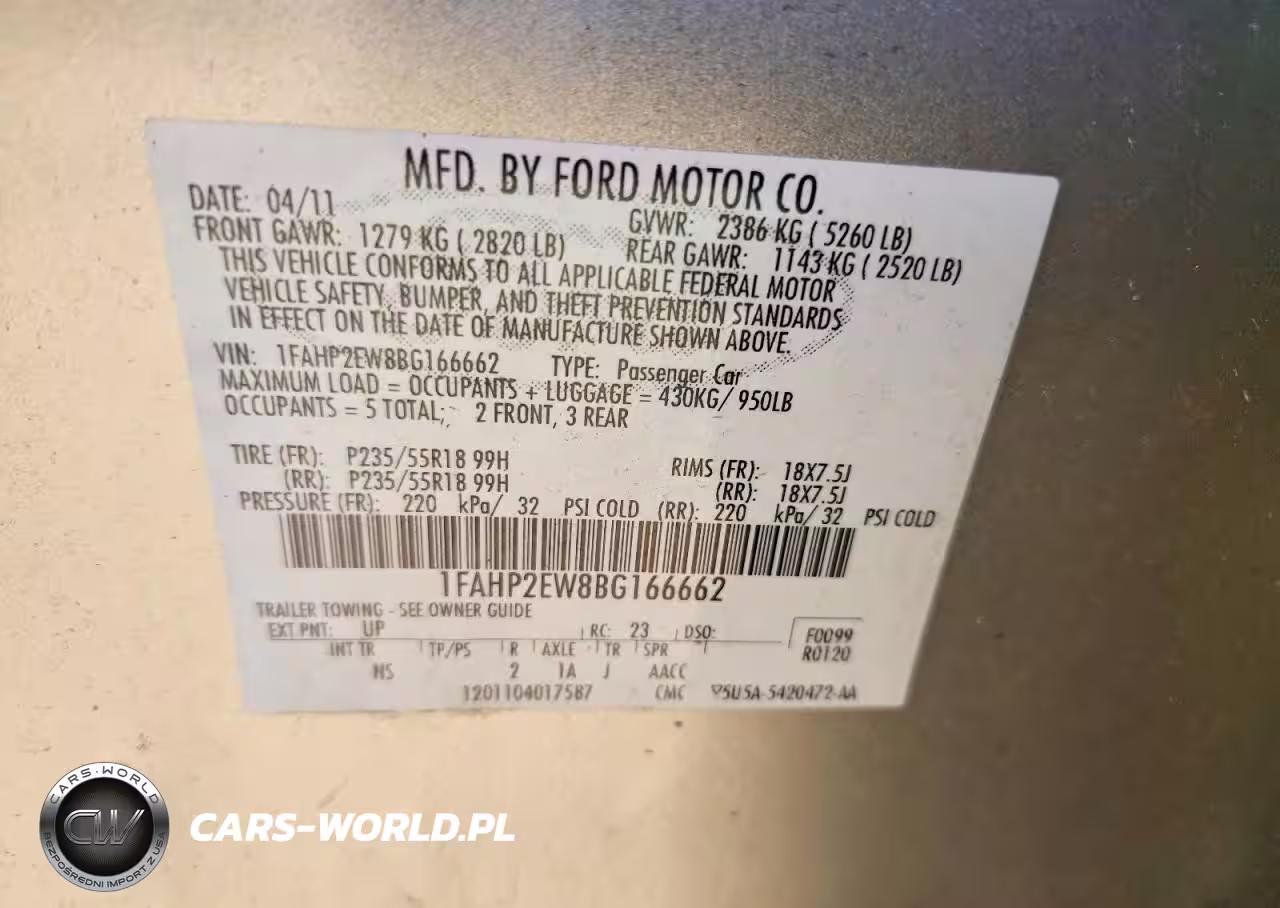 MFD. BY FORD MOTOR CO.
DATE: 04/11 GVWR: 2386 KG ( 5260 LB)
FRONT GAWR: 1279 KG ( 2820 LB) REAR GAWR: 1143 KG ( 2520 LB)
THIS VEHICLE CONFORMS TO ALL APPLICABLE FEDERAL MOTOR
VEHICLE SAFETY, BUMPER, AND THEFT PREVENTION STANDARDS
IN EFFECT ON THE DATE OF MANUFACTURE SHOWN ABOVE.
VIN: 1FAHP2EW8BG166662 TYPE: Passenger Car
MAXIMUM LOAD = OCCUPANTS + LUGGAGE = 430KG/ 950LB
OCCUPANTS = 5 TOTAL; 2 FRONT, 3 REAR
TIRE (FR): P235/55R18 99H RIMS (FR): 18X7.5J
(RR): P235/55R18 99H (RR): 18X7.5J
PRESSURE (FR): 220 kPa/ 32 PSI COLD (RR): 220 kPa/ 32 PSI COLD
1FAHP2EW8BG166662
TRAILER TOWING - SEE OWNER GUIDE
EXT PNT: UP RC: 23 DSO: F0099
INT TR TP/PS R AXLE TR SPR R0120
NS 2 1A J AACC
1201104017587 CMC 5U5A-5420472-AA
CARS-WORLD
CW
BEZPOŚREDNI IMPORT Z USA
CARS-WORLD.PL